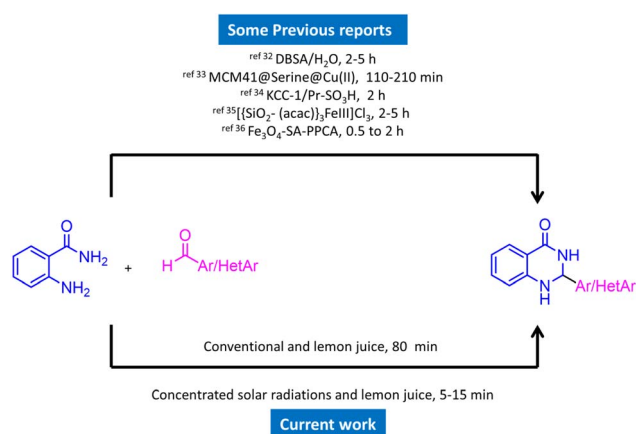 Some Previous reports
ref 32 DBSA/H₂O, 2-5 h
ref 33 MCM41@Serine@Cu(II), 110-210 min
ref 34 KCC-1/Pr-SO₃H, 2 h
ref 35[{SiO₂- (acac)}₃FeIII]Cl₃, 2-5 h
ref 36 Fe₃O₄-SA-PPCA, 0.5 to 2 h
O
NH₂
NH₂
+
O
H
Ar/HetAr
O
NH
N
H
Ar/HetAr
Conventional and lemon juice, 80 min
Concentrated solar radiations and lemon juice, 5-15 min
Current work